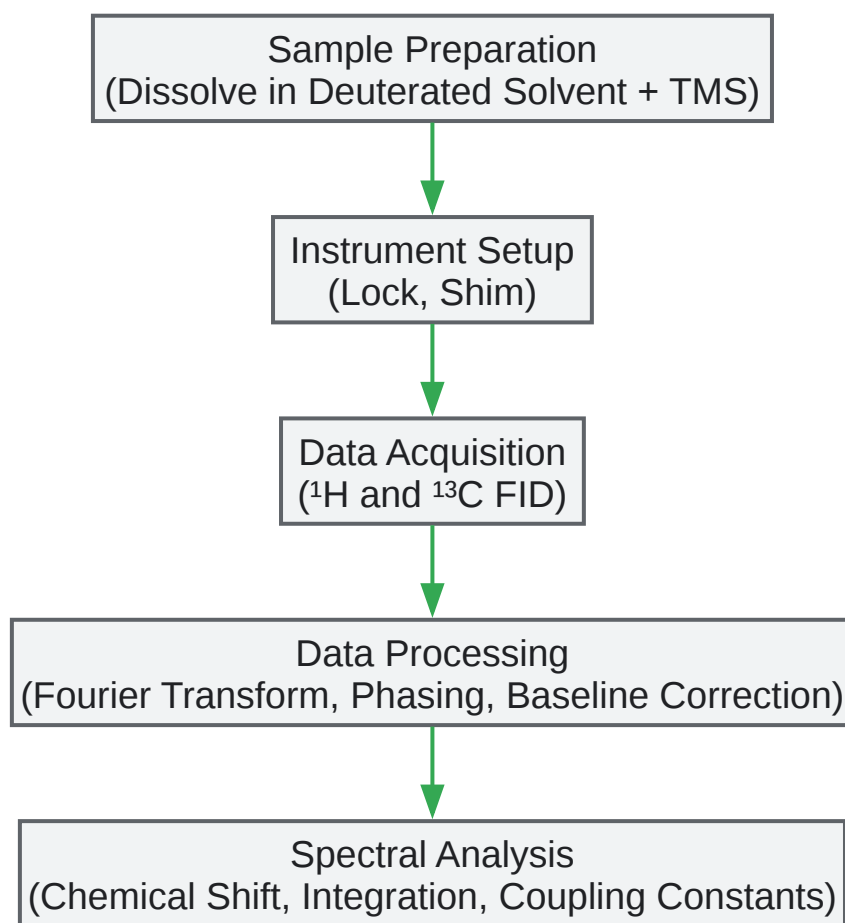 Sample Preparation
(Dissolve in Deuterated Solvent + TMS)
Instrument Setup
(Lock, Shim)
Data Acquisition
(¹H and ¹³C FID)
Data Processing
(Fourier Transform, Phasing, Baseline Correction)
Spectral Analysis
(Chemical Shift, Integration, Coupling Constants)